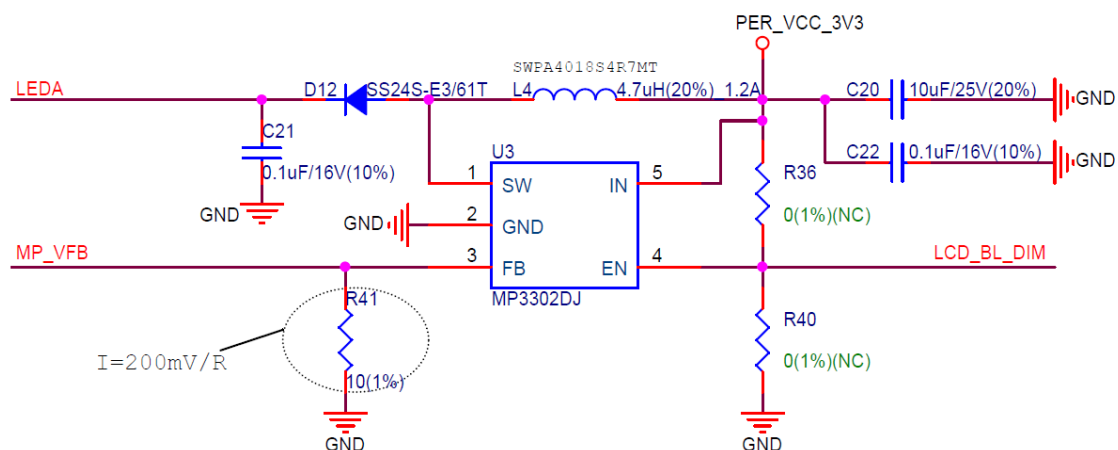 PER_VCC_3V3
SWPA4018S4R7MT
LEDA
D12
SS24S-E3/61T
L4
4.7uH(20%)_1.2A
C20
10uF/25V(20%)
GND
C21
0.1uF/16V(10%)
GND
U3
C22
0.1uF/16V(10%)
GND
1
SW
IN
5
R36
0(1%)(NC)
GND
2
GND
MP_VFB
3
FB
EN
4
LCD_BL_DIM
MP3302DJ
R41
10(1%)
I=200mV/R
GND
R40
0(1%)(NC)
GND